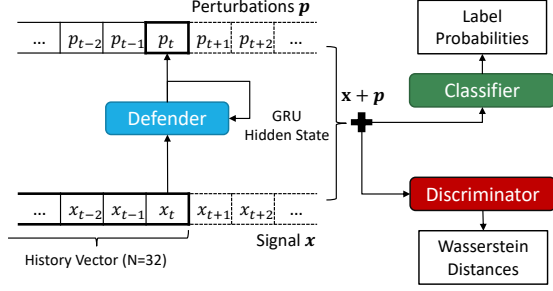 Perturbations p
... p_{t−2} p_{t−1} p_t p_{t+1} p_{t+2} ...
Label
Probabilities
Classifier
x + p
Defender
GRU
Hidden State
Discriminator
... x_{t−2} x_{t−1} x_t x_{t+1} x_{t+2} ...
Signal x
History Vector (N=32)
Wasserstein
Distances